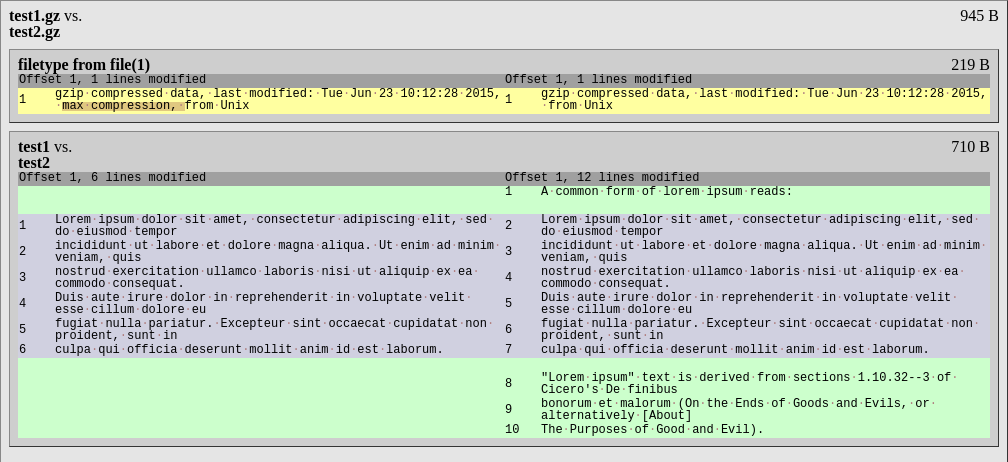 test1.gz vs. 945 B
test2.gz
filetype from file(1) 219 B
Offset 1, 1 lines modified Offset 1, 1 lines modified
1 gzip·compressed·data,·last·modified:·Tue·Jun·23·10:12:28·2015, 1 gzip·compressed·data,·last·modified:·Tue·Jun·23·10:12:28·2015,
·max·compression,·from·Unix ·from·Unix
test1 vs. 710 B
test2
Offset 1, 6 lines modified Offset 1, 12 lines modified
1 A·common·form·of·lorem·ipsum·reads:
1 Lorem·ipsum·dolor·sit·amet,·consectetur·adipiscing·elit,·sed· 2 Lorem·ipsum·dolor·sit·amet,·consectetur·adipiscing·elit,·sed·
do·eiusmod·tempor do·eiusmod·tempor
2 incididunt·ut·labore·et·dolore·magna·aliqua.·Ut·enim·ad·minim· 3 incididunt·ut·labore·et·dolore·magna·aliqua.·Ut·enim·ad·minim·
veniam,·quis veniam,·quis
3 nostrud·exercitation·ullamco·laboris·nisi·ut·aliquip·ex·ea· 4 nostrud·exercitation·ullamco·laboris·nisi·ut·aliquip·ex·ea·
commodo·consequat. commodo·consequat.
4 Duis·aute·irure·dolor·in·reprehenderit·in·voluptate·velit· 5 Duis·aute·irure·dolor·in·reprehenderit·in·voluptate·velit·
esse·cillum·dolore·eu esse·cillum·dolore·eu
5 fugiat·nulla·pariatur.·Excepteur·sint·occaecat·cupidatat·non· 6 fugiat·nulla·pariatur.·Excepteur·sint·occaecat·cupidatat·non·
proident,·sunt·in proident,·sunt·in
6 culpa·qui·officia·deserunt·mollit·anim·id·est·laborum. 7 culpa·qui·officia·deserunt·mollit·anim·id·est·laborum.
8 "Lorem·ipsum"·text·is·derived·from·sections·1.10.32--3·of·
Cicero's·De·finibus
9 bonorum·et·malorum·(On·the·Ends·of·Goods·and·Evils,·or·
alternatively·[About]
10 The·Purposes·of·Good·and·Evil).